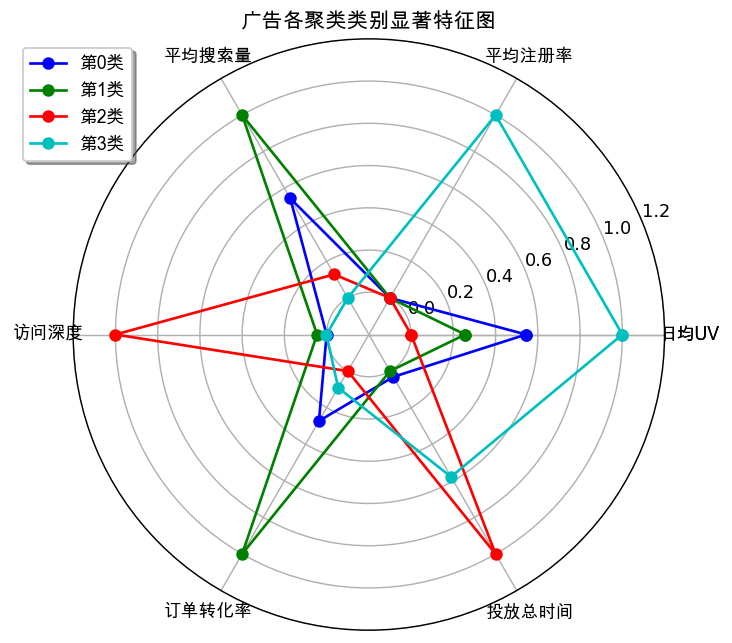 广告各聚类类别显著特征图
第0类
第1类
第2类
第3类
平均搜索量
平均注册率
1.2
1.0
0.8
0.6
0.4
0.2
0.0
访问深度
日均UV
订单转化率
投放总时间